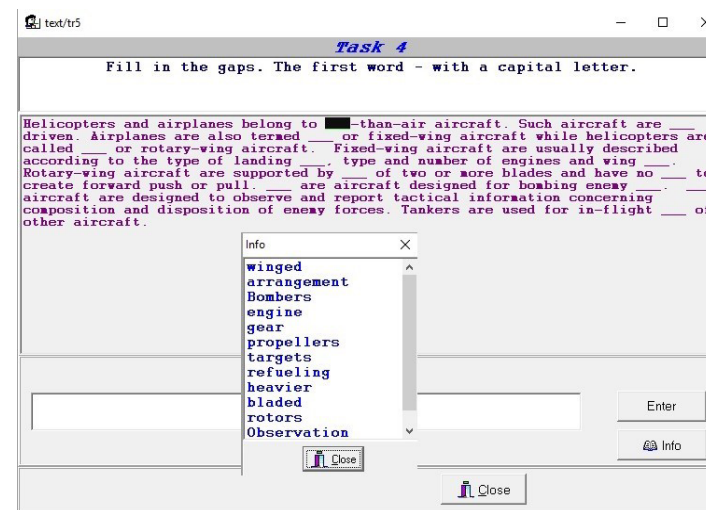 text/tr5
Task 4
Fill in the gaps. The first word - with a capital letter.
Helicopters and airplanes belong to ___-than-air aircraft. Such aircraft are ___
driven. Airplanes are also termed ___ or fixed-wing aircraft while helicopters are
called ___ or rotary-wing aircraft. Fixed-wing aircraft are usually described
according to the type of landing ___, type and number of engines and wing ___.
Rotary-wing aircraft are supported by ___ of two or more blades and have no ___ to
create forward push or pull. ___ are aircraft designed for bombing enemy ___. ___
aircraft are designed to observe and report tactical information concerning
composition and disposition of enemy forces. Tankers are used for in-flight ___ of
other aircraft.
Info
winged
arrangement
Bombers
engine
gear
propellers
targets
refueling
heavier
bladed
rotors
Observation
Close
Enter
Info
Close